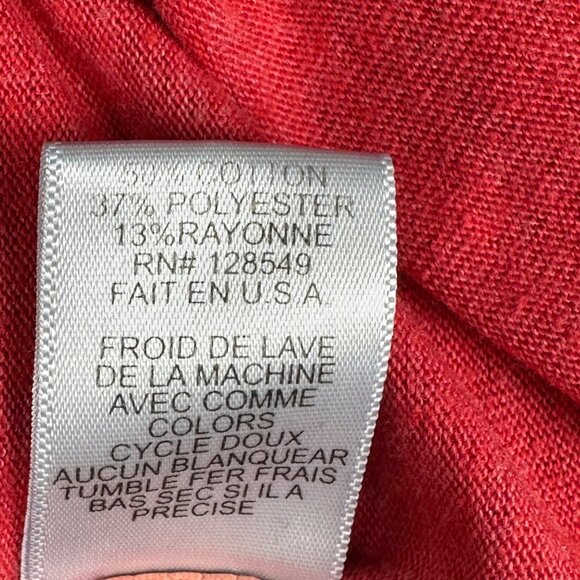 50% COTTON
37% POLYESTER
13%RAYONNE
RN# 128549
FAIT EN U.S.A.
FROID DE LAVE
DE LA MACHINE
AVEC COMME
COLORS
CYCLE DOUX
AUCUN BLANQUEAR
TUMBLE FER FRAIS
BAS SEC SI IL A
PRECISE